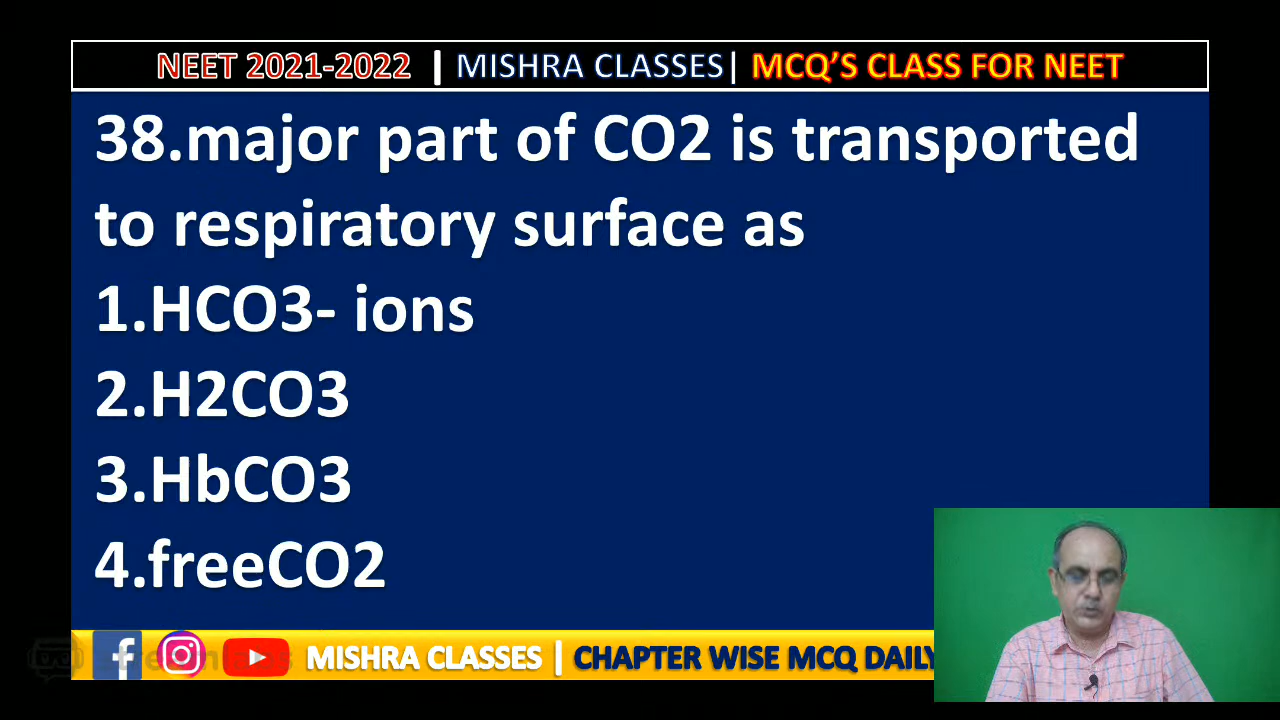 NEET 2021-2022 | MISHRA CLASSES| MCQ’S CLASS FOR NEET
38.major part of CO2 is transported
to respiratory surface as
1.HCO3- ions
2.H2CO3
3.HbCO3
4.freeCO2
MISHRA CLASSES | CHAPTER WISE MCQ DAILY